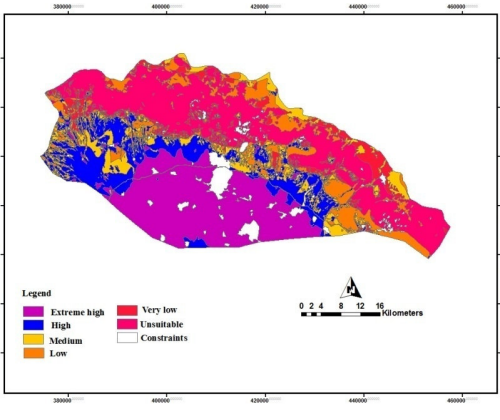 380000 400000 420000 440000 460000
Legend
Extreme high
High
Medium
Low
Very low
Unsuitable
Constraints
0 2 4 8 12 16
Kilometers
380000 400000 420000 440000 460000